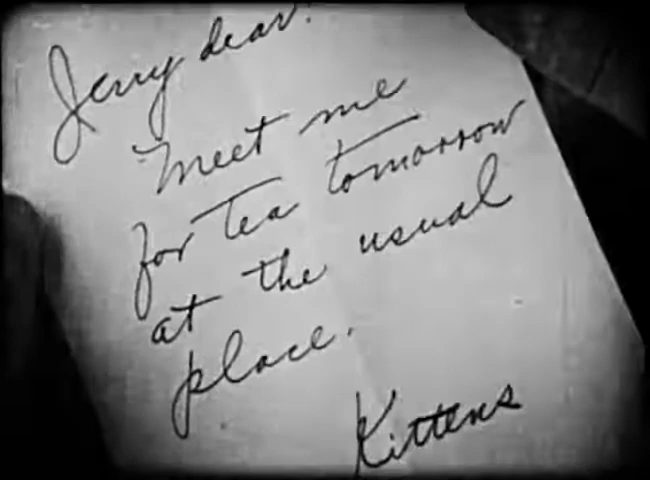 Jerry dear!
Meet me
for tea tomorrow
at the usual
place.
Kittens